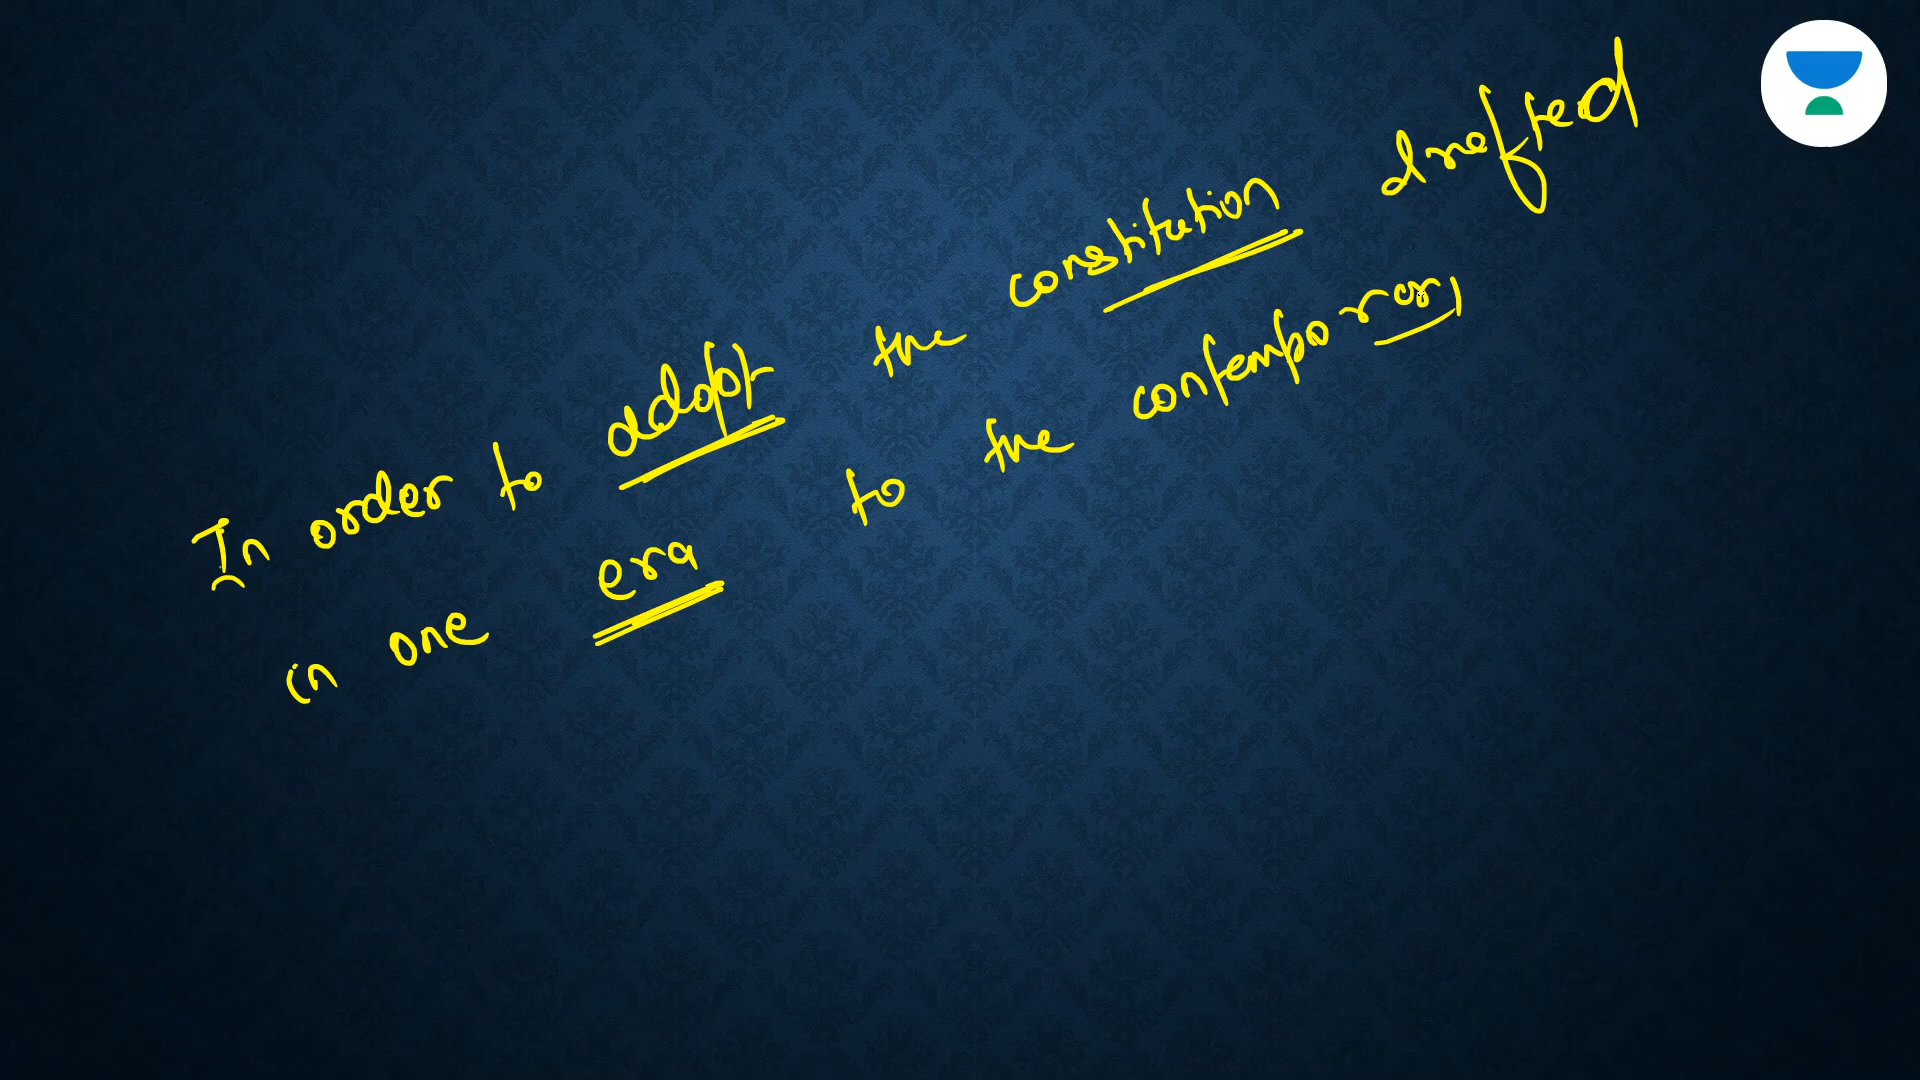 In order to adopt the constitution drafted
in one era to the contemporary